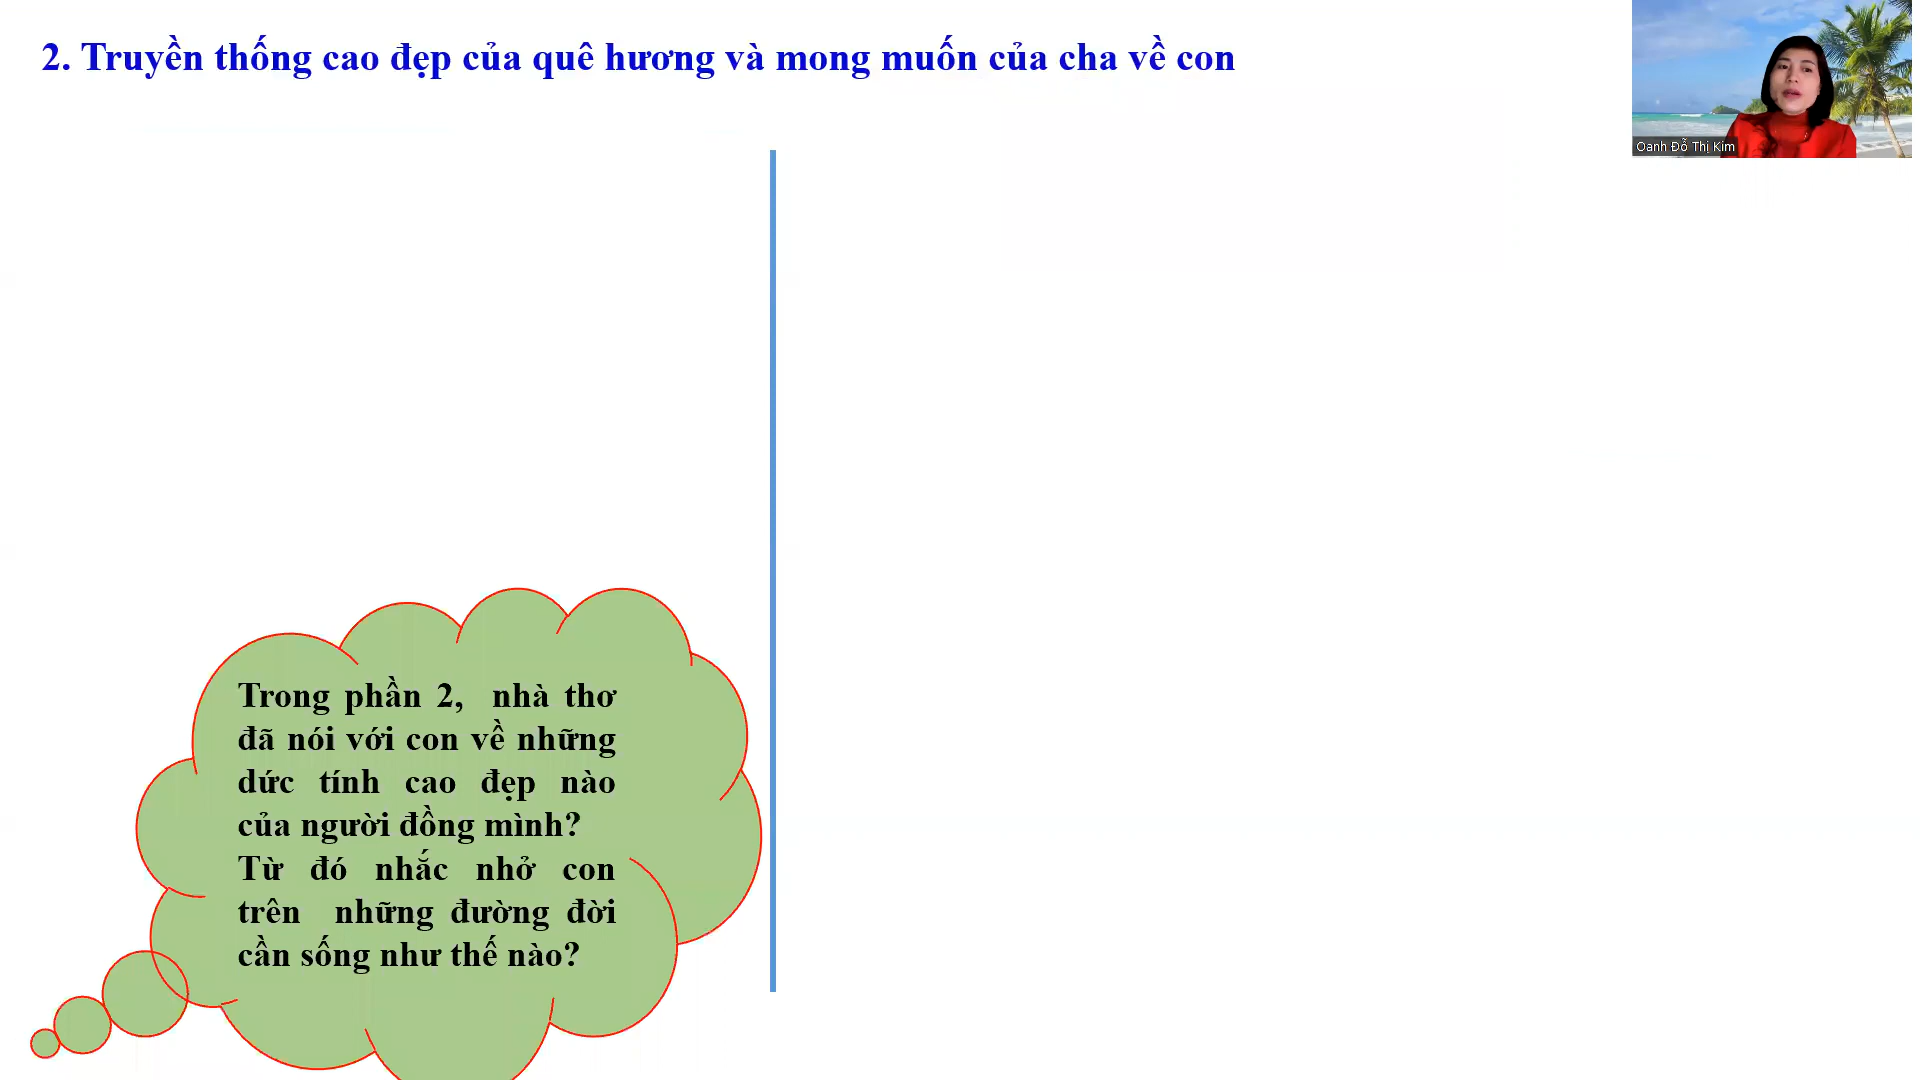 2. Truyền thống cao đẹp của quê hương và mong muốn của cha về con
Oanh Đỗ Thị Kim
Trong phần 2, nhà thơ
đã nói với con về những
dức tính cao đẹp nào
của người đồng mình?
Từ đó nhắc nhở con
trên những đường đời
cần sống như thế nào?